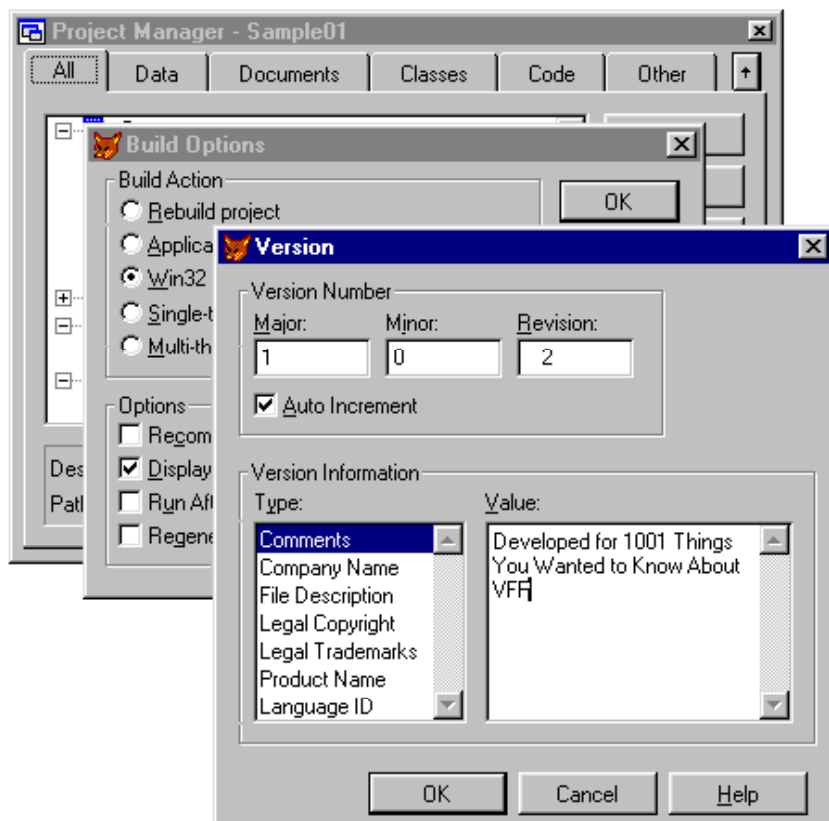 Project Manager - Sample01
All Data Documents Classes Code Other
Build Options
Build Action
OK
Rebuild project
Applica
Win32
Single-t
Multi-th
Options
Recom
Display
Run Aft
Regene
Des
Path
Version
Version Number
Major: Minor: Revision:
1 0 2
Auto Increment
Version Information
Type: Value:
Comments
Company Name
File Description
Legal Copyright
Legal Trademarks
Product Name
Language ID
Developed for 1001 Things
You Wanted to Know About
VFP
OK Cancel Help